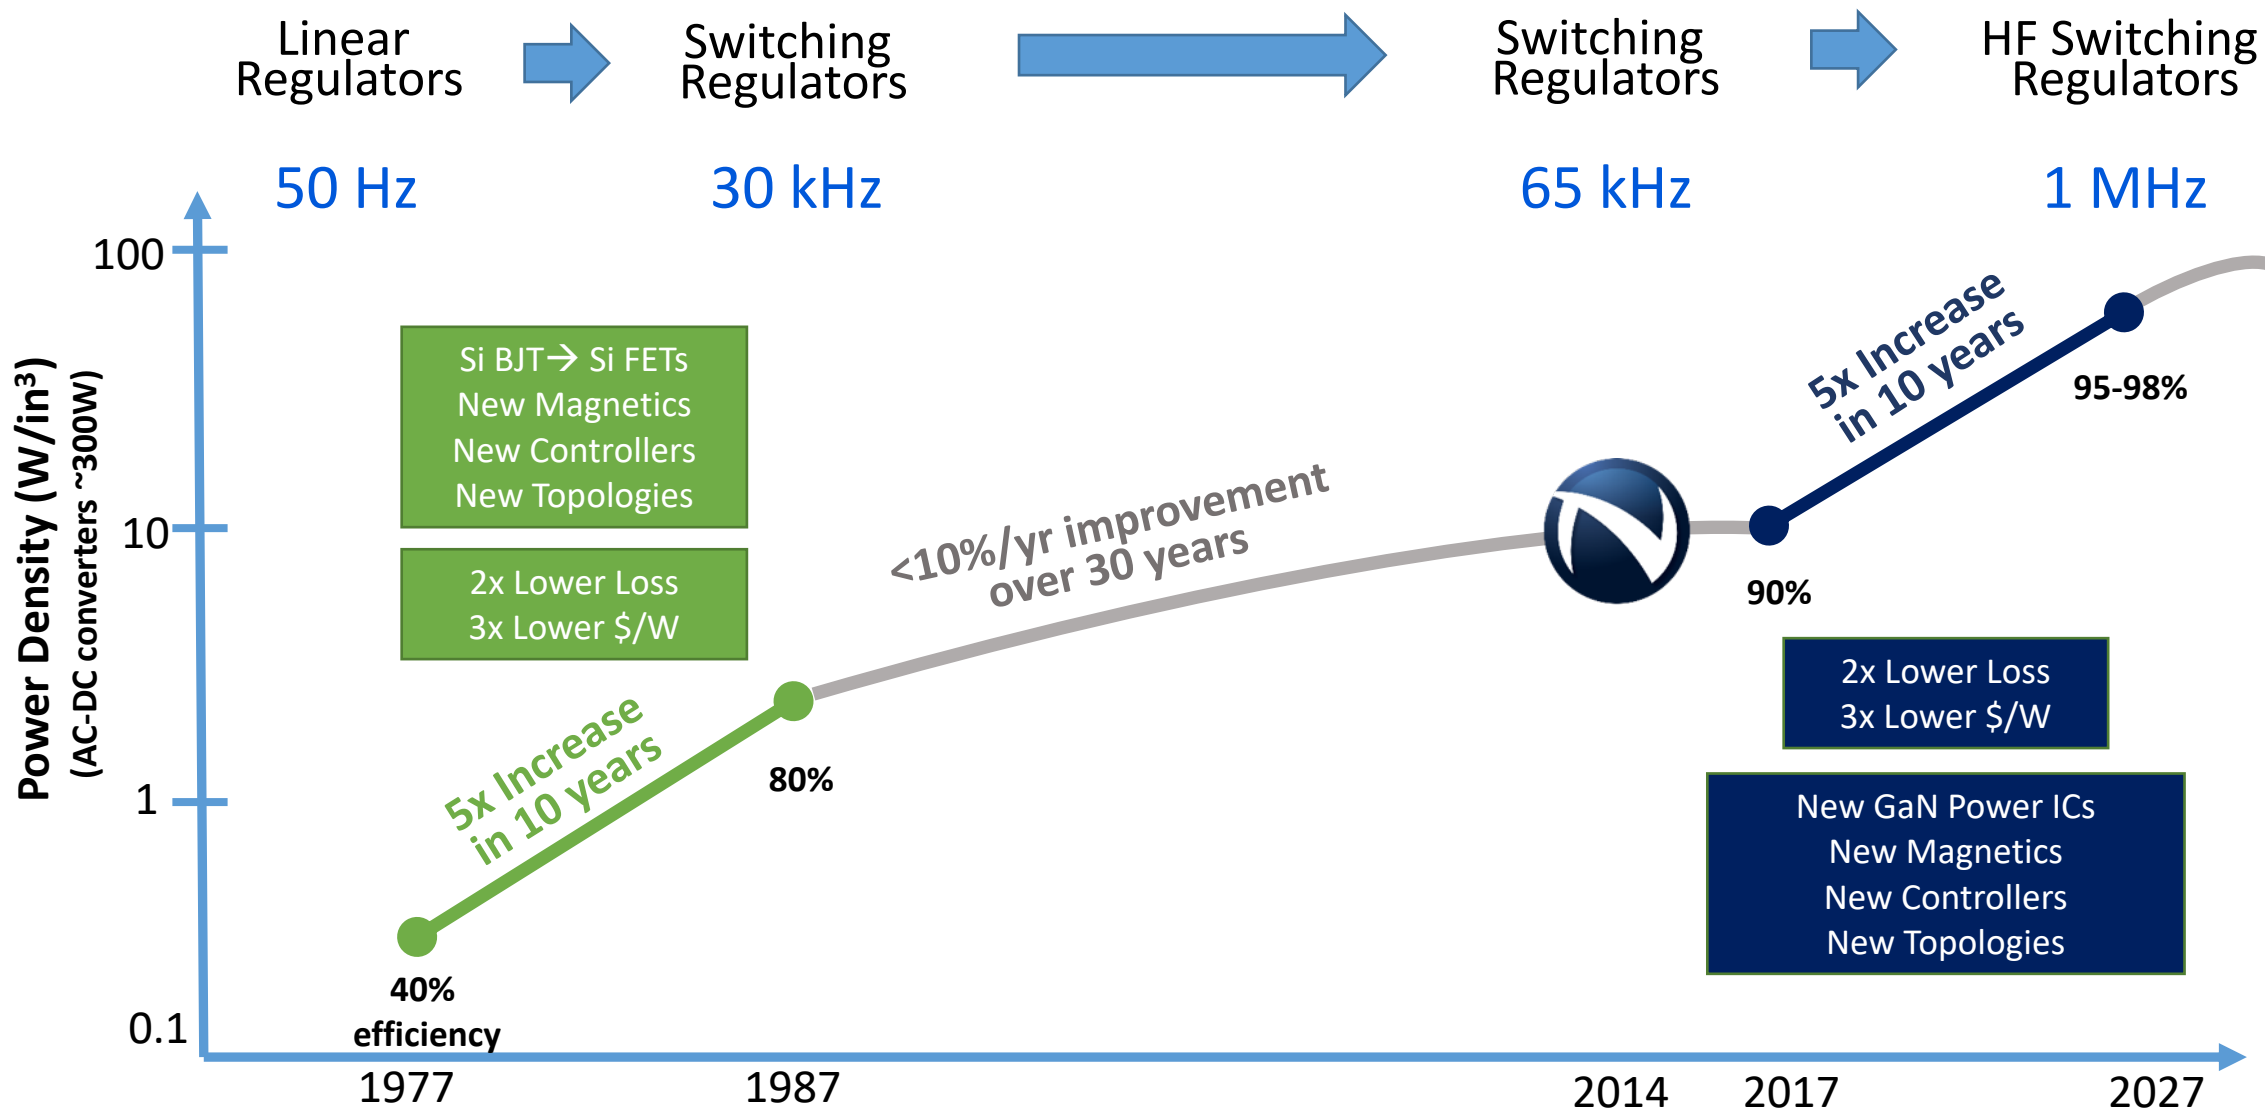 Linear
Regulators
Switching
Regulators
Switching
Regulators
HF Switching
Regulators
50 Hz
30 kHz
65 kHz
1 MHz
Power Density (W/in³)
(AC-DC converters ~300W)
100
10
1
0.1
Si BJT→ Si FETs
New Magnetics
New Controllers
New Topologies
2x Lower Loss
3x Lower $/W
5x Increase
in 10 years
<10%/yr improvement
over 30 years
5x Increase
in 10 years
40%
efficiency
80%
90%
95-98%
2x Lower Loss
3x Lower $/W
New GaN Power ICs
New Magnetics
New Controllers
New Topologies
1977
1987
2014
2017
2027